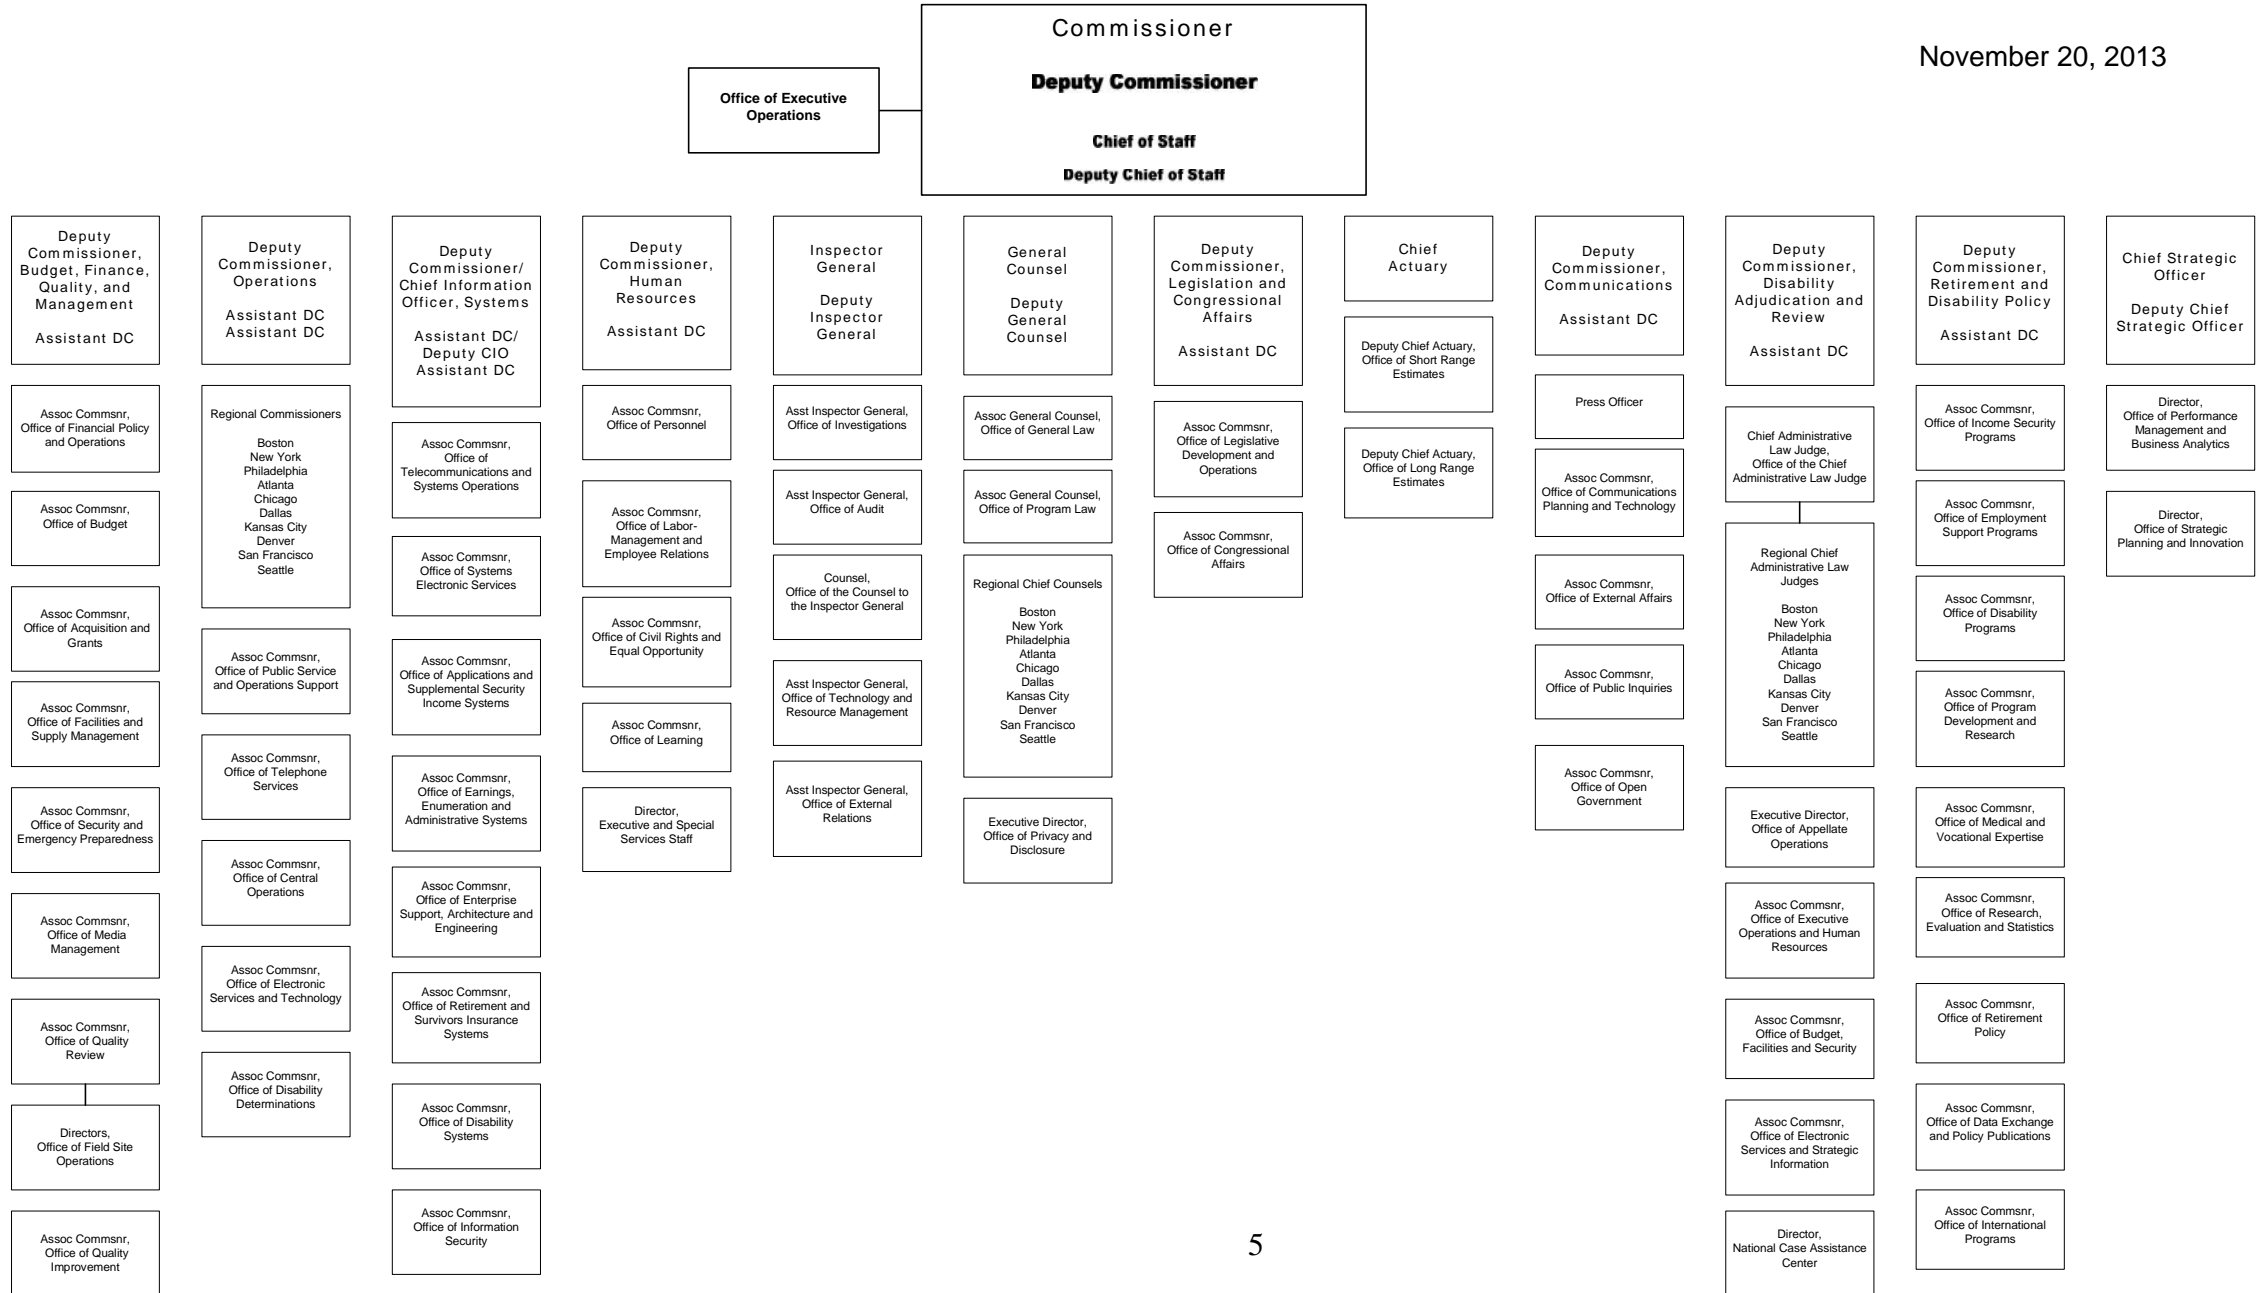 Commissioner
Deputy Commissioner
Chief of Staff
Deputy Chief of Staff
November 20, 2013
Office of Executive
Operations
Deputy
Commissioner,
Budget, Finance,
Quality, and
Management
Assistant DC
Assoc Commsnr,
Office of Financial Policy
and Operations
Assoc Commsnr,
Office of Budget
Assoc Commsnr,
Office of Acquisition and
Grants
Assoc Commsnr,
Office of Facilities and
Supply Management
Assoc Commsnr,
Office of Security and
Emergency Preparedness
Assoc Commsnr,
Office of Media
Management
Assoc Commsnr,
Office of Quality
Review
Directors,
Office of Field Site
Operations
Assoc Commsnr,
Office of Quality
Improvement
Deputy
Commissioner,
Operations
Assistant DC
Assistant DC
Regional Commissioners
Boston
New York
Philadelphia
Atlanta
Chicago
Dallas
Kansas City
Denver
San Francisco
Seattle
Assoc Commsnr,
Office of Public Service
and Operations Support
Assoc Commsnr,
Office of Telephone
Services
Assoc Commsnr,
Office of Central
Operations
Assoc Commsnr,
Office of Electronic
Services and Technology
Assoc Commsnr,
Office of Disability
Determinations
Deputy
Commissioner/
Chief Information
Officer, Systems
Assistant DC/
Deputy CIO
Assistant DC
Assoc Commsnr,
Office of
Telecommunications and
Systems Operations
Assoc Commsnr,
Office of Systems
Electronic Services
Assoc Commsnr,
Office of Applications and
Supplemental Security
Income Systems
Assoc Commsnr,
Office of Earnings,
Enumeration and
Administrative Systems
Assoc Commsnr,
Office of Enterprise
Support, Architecture and
Engineering
Assoc Commsnr,
Office of Retirement and
Survivors Insurance
Systems
Assoc Commsnr,
Office of Disability
Systems
Assoc Commsnr,
Office of Information
Security
Deputy
Commissioner,
Human
Resources
Assistant DC
Assoc Commsnr,
Office of Personnel
Assoc Commsnr,
Office of Labor-
Management and
Employee Relations
Assoc Commsnr,
Office of Civil Rights and
Equal Opportunity
Assoc Commsnr,
Office of Learning
Director,
Executive and Special
Services Staff
Inspector
General
Deputy
Inspector
General
Asst Inspector General,
Office of Investigations
Asst Inspector General,
Office of Audit
Counsel,
Office of the Counsel to
the Inspector General
Asst Inspector General,
Office of Technology and
Resource Management
Asst Inspector General,
Office of External
Relations
General
Counsel
Deputy
General
Counsel
Assoc General Counsel,
Office of General Law
Assoc General Counsel,
Office of Program Law
Regional Chief Counsels
Boston
New York
Philadelphia
Atlanta
Chicago
Dallas
Kansas City
Denver
San Francisco
Seattle
Executive Director,
Office of Privacy and
Disclosure
Deputy
Commissioner,
Legislation and
Congressional
Affairs
Assistant DC
Assoc Commsnr,
Office of Legislative
Development and
Operations
Assoc Commsnr,
Office of Congressional
Affairs
Chief
Actuary
Deputy Chief Actuary,
Office of Short Range
Estimates
Deputy Chief Actuary,
Office of Long Range
Estimates
Deputy
Commissioner,
Communications
Assistant DC
Press Officer
Assoc Commsnr,
Office of Communications
Planning and Technology
Assoc Commsnr,
Office of External Affairs
Assoc Commsnr,
Office of Public Inquiries
Assoc Commsnr,
Office of Open
Government
Deputy
Commissioner,
Disability
Adjudication and
Review
Assistant DC
Chief Administrative
Law Judge,
Office of the Chief
Administrative Law Judge
Regional Chief
Administrative Law
Judges
Boston
New York
Philadelphia
Atlanta
Chicago
Dallas
Kansas City
Denver
San Francisco
Seattle
Executive Director,
Office of Appellate
Operations
Assoc Commsnr,
Office of Executive
Operations and Human
Resources
Assoc Commsnr,
Office of Budget,
Facilities and Security
Assoc Commsnr,
Office of Electronic
Services and Strategic
Information
Director,
National Case Assistance
Center
Deputy
Commissioner,
Retirement and
Disability Policy
Assistant DC
Assoc Commsnr,
Office of Income Security
Programs
Assoc Commsnr,
Office of Employment
Support Programs
Assoc Commsnr,
Office of Disability
Programs
Assoc Commsnr,
Office of Program
Development and
Research
Assoc Commsnr,
Office of Medical and
Vocational Expertise
Assoc Commsnr,
Office of Research,
Evaluation and Statistics
Assoc Commsnr,
Office of Retirement
Policy
Assoc Commsnr,
Office of Data Exchange
and Policy Publications
Assoc Commsnr,
Office of International
Programs
Chief Strategic
Officer
Deputy Chief
Strategic Officer
Director,
Office of Performance
Management and
Business Analytics
Director,
Office of Strategic
Planning and Innovation
5